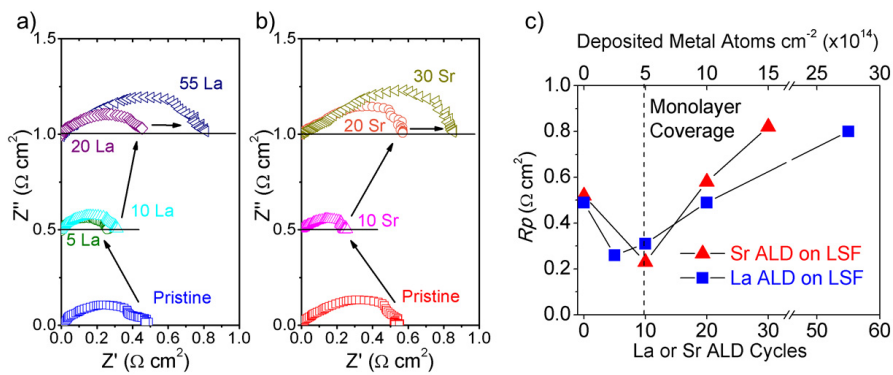 a)
1.5
1.0
0.5
0.0
Z'' (Ω cm²)
55 La
20 La
10 La
5 La
Pristine
0.0 0.2 0.4 0.6 0.8 1.0
Z' (Ω cm²)
b)
1.5
1.0
0.5
0.0
Z'' (Ω cm²)
30 Sr
20 Sr
10 Sr
Pristine
0.0 0.2 0.4 0.6 0.8 1.0
Z' (Ω cm²)
c)
Deposited Metal Atoms cm⁻² (x10¹⁴)
0 5 10 15 30
1.0
0.8
0.6
0.4
0.2
0.0
Rp (Ω cm²)
Monolayer
Coverage
Sr ALD on LSF
La ALD on LSF
0 10 20 30 50 60
La or Sr ALD Cycles